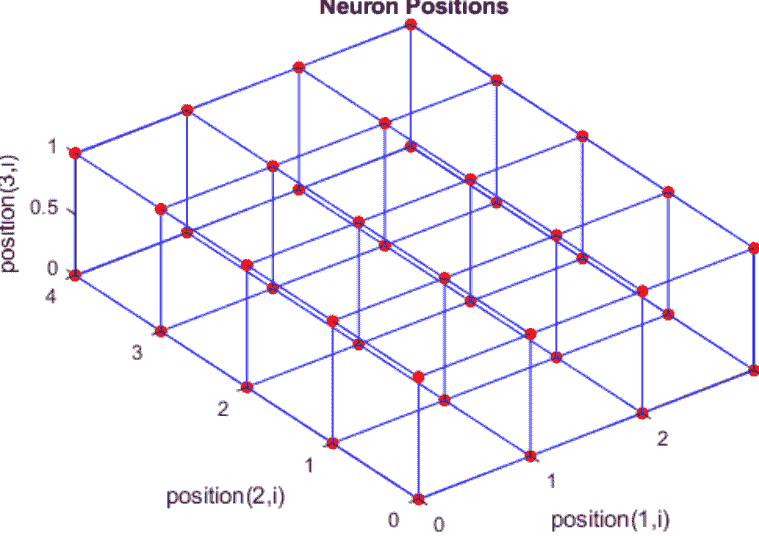 Neuron Positions
position(3,i)
1
0.5
0
4
3
2
1
0
position(2,i)
0
1
2
position(1,i)